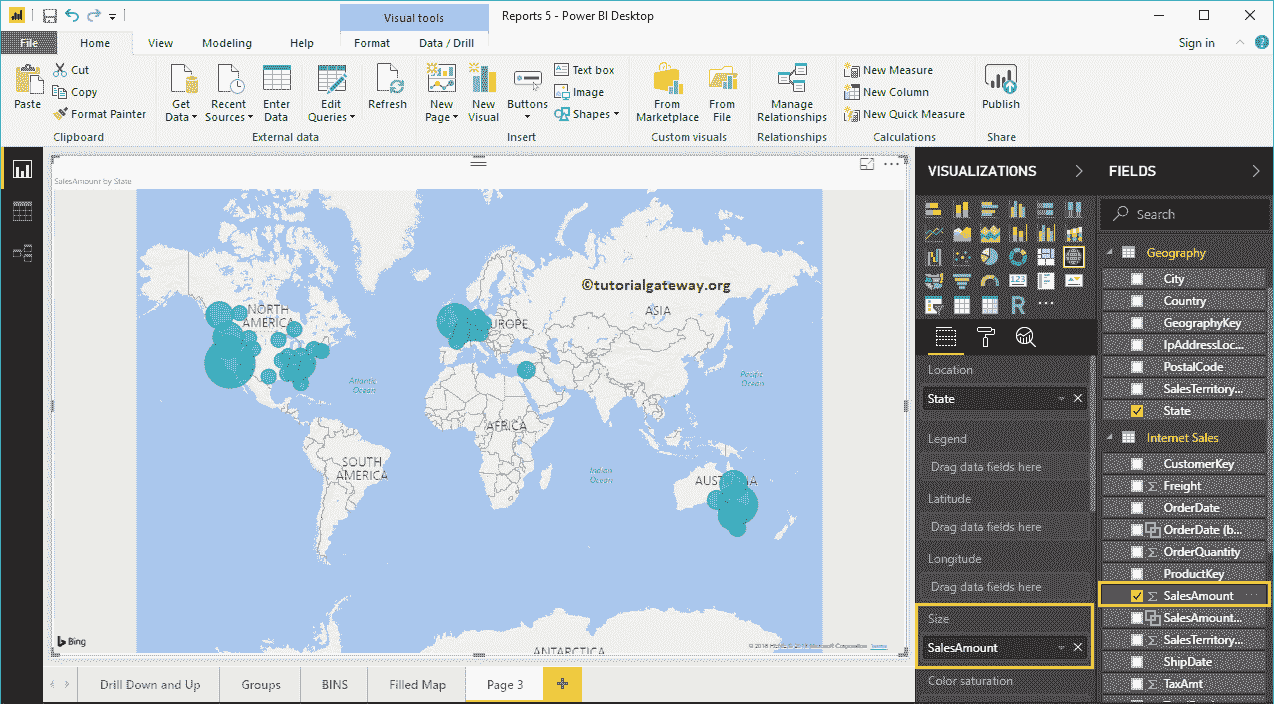 Visual tools
Reports 5 - Power BI Desktop
File
Home
View
Modeling
Help
Format
Data / Drill
Sign in
Paste
Cut
Copy
Format Painter
Clipboard
Get Data
Recent Sources
Enter Data
Edit Queries
External data
Refresh
New Page
New Visual
Buttons
Text box
Image
Shapes
Insert
From Marketplace
From File
Custom visuals
Manage Relationships
Relationships
New Measure
New Column
New Quick Measure
Calculations
Publish
Share
SalesAmount by State
©tutorialgateway.org
NORTH AMERICA
EUROPE
ASIA
Atlantic Ocean
Pacific Ocean
AFRICA
SOUTH AMERICA
Indian Ocean
AUST
A
ANTARCTICA
Bing
Microsoft Corporation
Terms
Drill Down and Up
Groups
BINS
Filled Map
Page 3
VISUALIZATIONS
123
R
Location
State
Legend
Drag data fields here
Latitude
Drag data fields here
Longitude
Drag data fields here
Size
SalesAmount
Color saturation
FIELDS
Search
Geography
City
Country
GeographyKey
IpAddressLoc...
PostalCode
SalesTerritory...
State
Internet Sales
CustomerKey
Freight
OrderDate
OrderDate (b...
OrderQuantity
ProductKey
SalesAmount
SalesAmount...
SalesTerritory...
ShipDate
TaxAmt